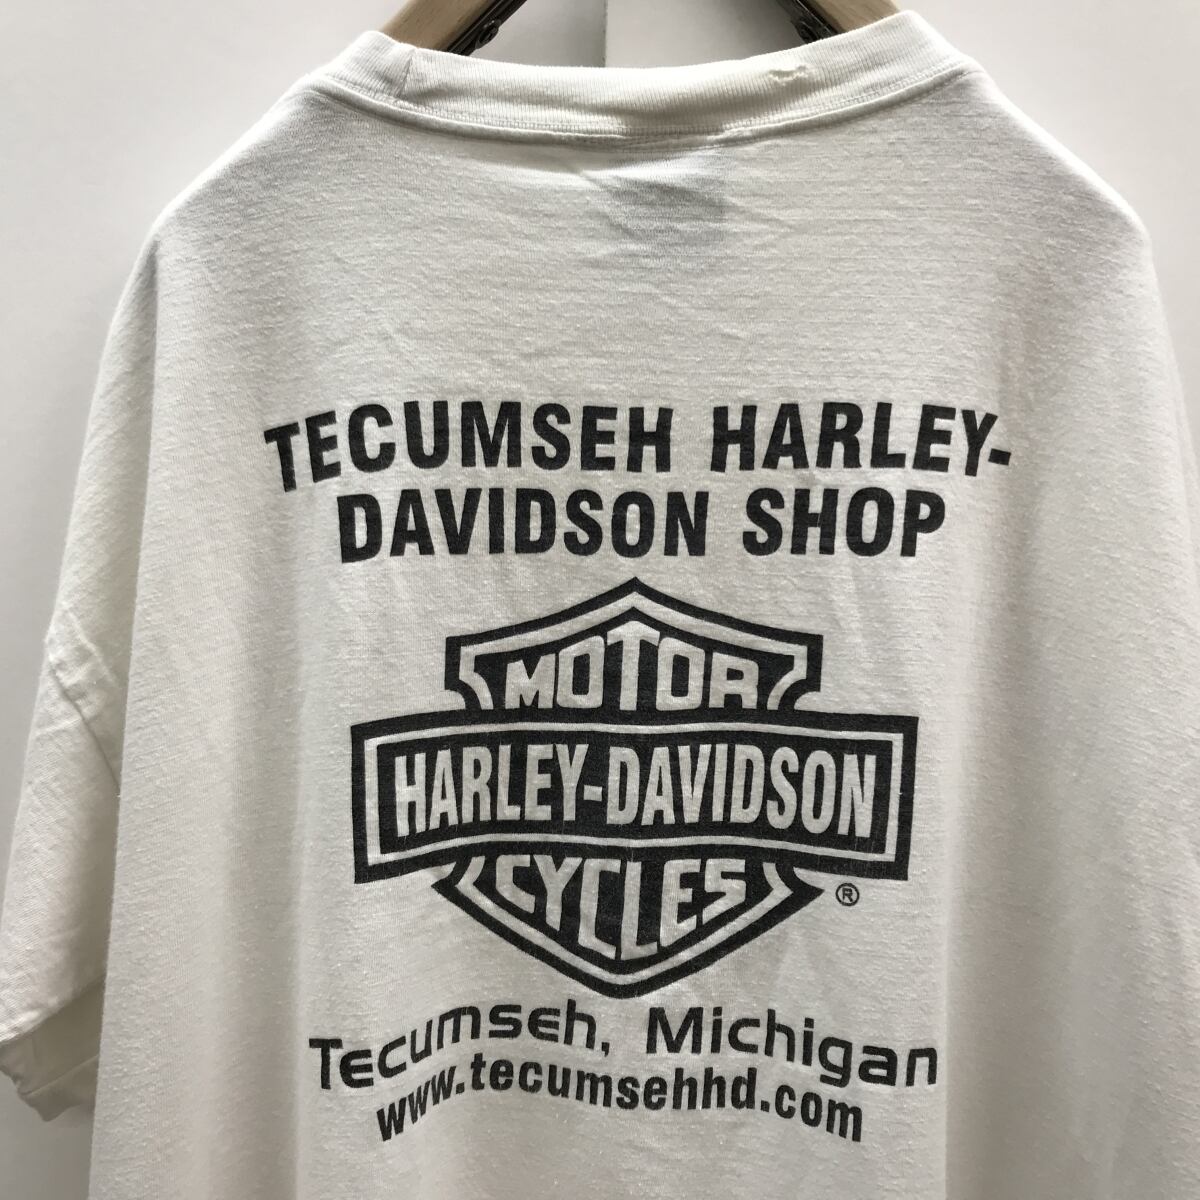 TECUMSEH HARLEY-
DAVIDSON SHOP
MOTOR
HARLEY-DAVIDSON
CYCLES
®
Tecumseh, Michigan
www.tecumsehhd.com